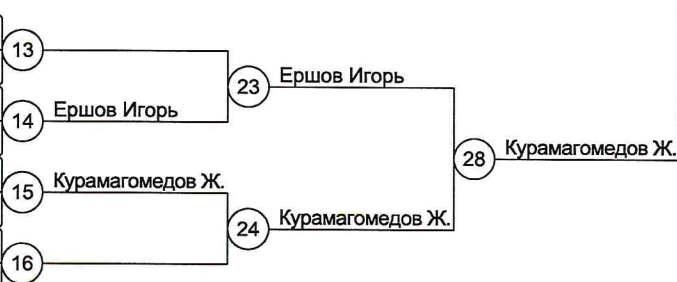 13
23 Ершов Игорь
14 Ершов Игорь
28 Курамагомедов Ж.
15 Курамагомедов Ж.
24 Курамагомедов Ж.
16